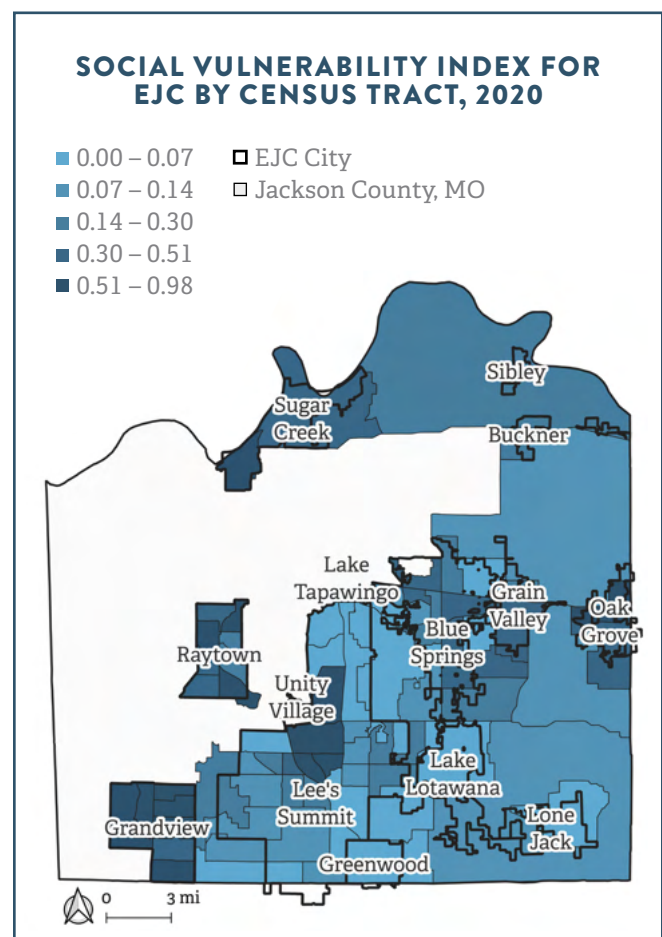 SOCIAL VULNERABILITY INDEX FOR
EJC BY CENSUS TRACT, 2020
0.00 – 0.07
0.07 – 0.14
0.14 – 0.30
0.30 – 0.51
0.51 – 0.98
EJC City
Jackson County, MO
Sibley
Sugar
Creek
Buckner
Lake
Tapawingo
Grain
Valley
Oak
Grove
Blue
Springs
Raytown
Unity
Village
Lake
Lotawana
Lee's
Summit
Lone
Jack
Grandview
Greenwood
0 3 mi